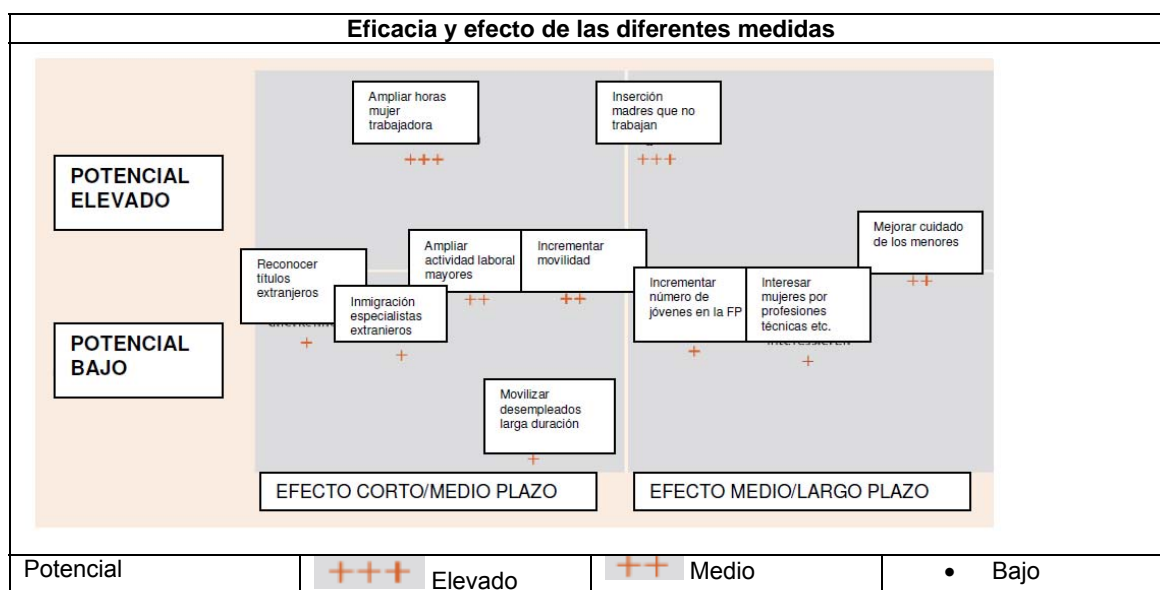 Eficacia y efecto de las diferentes medidas
Ampliar horas
mujer
trabajadora
+++
Inserción
madres que no
trabajan
+++
POTENCIAL
ELEVADO
Mejorar cuidado
de los menores
++
Ampliar
actividad laboral
mayores
++
Incrementar
movilidad
++
Reconocer
títulos
extranjeros
+
Inmigración
especialistas
extranieros
+
Incrementar
número de
jóvenes en la FP
+
Interesar
mujeres por
profesiones
técnicas etc.
+
POTENCIAL
BAJO
Movilizar
desempleados
larga duración
+
EFECTO CORTO/MEDIO PLAZO
EFECTO MEDIO/LARGO PLAZO
Potencial
+++ Elevado
++ Medio
• Bajo